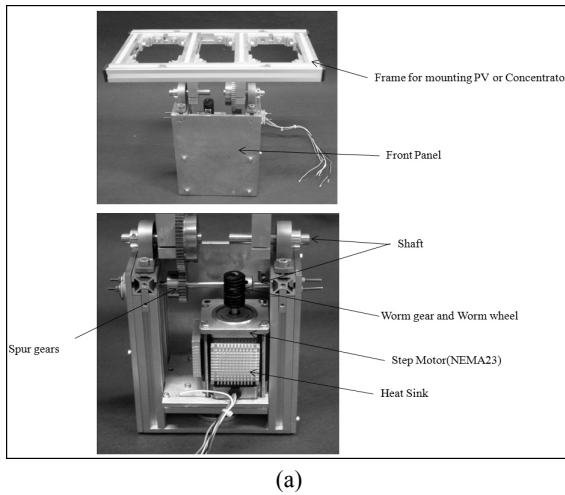 Frame for mounting PV or Concentrato
Front Panel
Shaft
Worm gear and Worm wheel
Spur gears
Step Motor(NEMA23)
Heat Sink
(a)